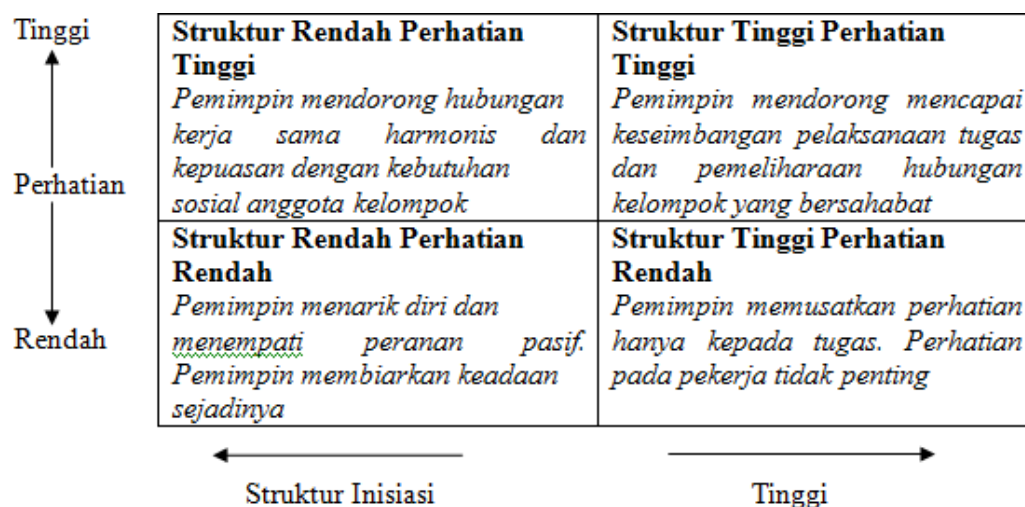 Tinggi
Struktur Rendah Perhatian
Tinggi
Pemimpin mendorong hubungan
kerja sama harmonis dan
kepuasan dengan kebutuhan
sosial anggota kelompok
Struktur Tinggi Perhatian
Tinggi
Pemimpin mendorong mencapai
keseimbangan pelaksanaan tugas
dan pemeliharaan hubungan
kelompok yang bersahabat
Perhatian
Struktur Rendah Perhatian
Rendah
Pemimpin menarik diri dan
menempati peranan pasif.
Pemimpin membiarkan keadaan
sejadinya
Struktur Tinggi Perhatian
Rendah
Pemimpin memusatkan perhatian
hanya kepada tugas. Perhatian
pada pekerja tidak penting
Rendah
Struktur Inisiasi
Tinggi